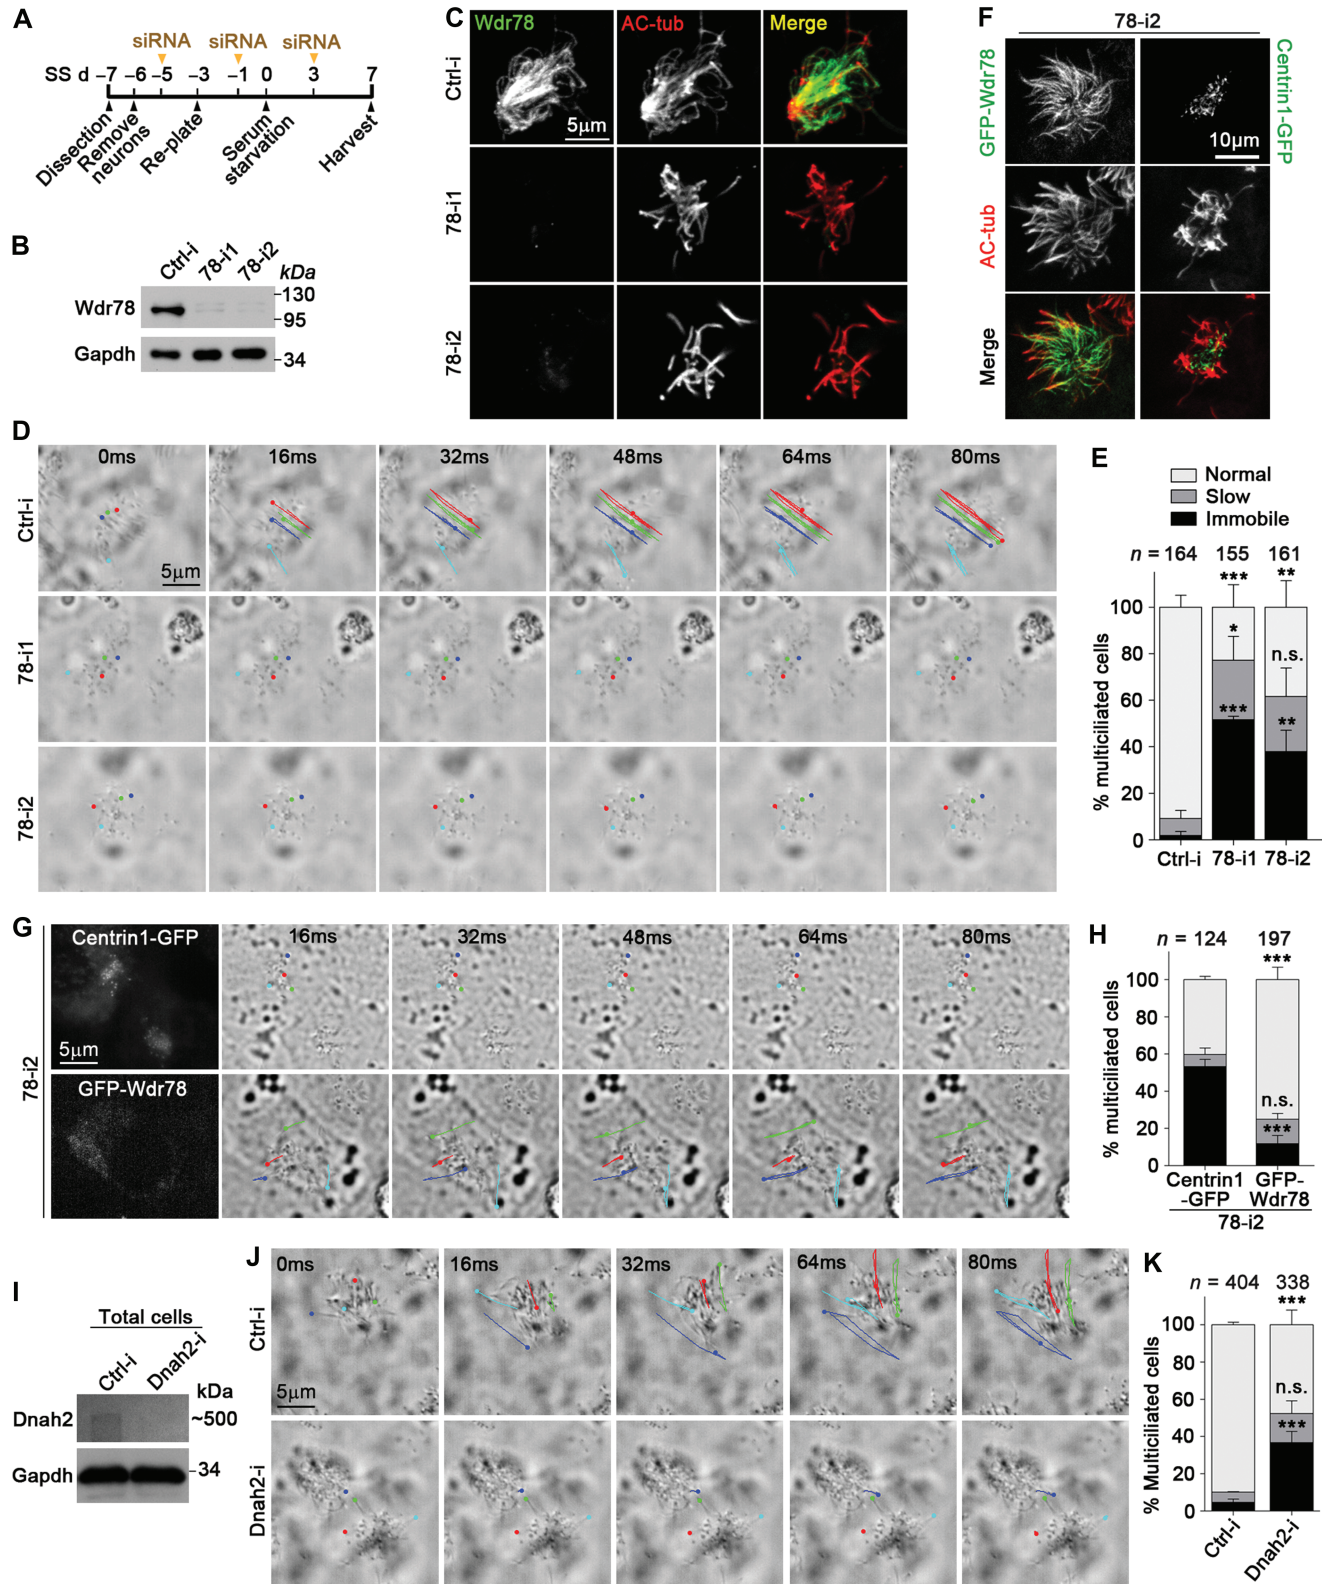 A
siRNA siRNA siRNA
SS d –7 –6 –5 –3 –1 0 3 7
Dissection
Remove
neurons
Re-plate
Serum
starvation
Harvest
B
Ctrl-i 78-i1 78-i2 kDa
Wdr78
130
95
Gapdh
34
C
Wdr78 AC-tub Merge
Ctrl-i
5μm
78-i1
78-i2
F
78-i2
GFP-Wdr78
Centrin1-GFP
10μm
AC-tub
Merge
D
0ms 16ms 32ms 48ms 64ms 80ms
Ctrl-i
5μm
78-i1
78-i2
E
Normal
Slow
Immobile
n = 164 155 161
*** **
* n.s.
*** **
% multiciliated cells
100
80
60
40
20
0
Ctrl-i 78-i1 78-i2
G
78-i2
Centrin1-GFP 16ms 32ms 48ms 64ms 80ms
5μm
GFP-Wdr78
H
n = 124 197
***
n.s.
***
% multiciliated cells
100
80
60
40
20
0
Centrin1
-GFP
GFP-
Wdr78
78-i2
I
Total cells
Ctrl-i Dnah2-i
kDa
Dnah2 ~500
Gapdh 34
J
0ms 16ms 32ms 64ms 80ms
Ctrl-i
5μm
Dnah2-i
K
n = 404 338
***
n.s.
***
% Multiciliated cells
100
80
60
40
20
0
Ctrl-i Dnah2-i